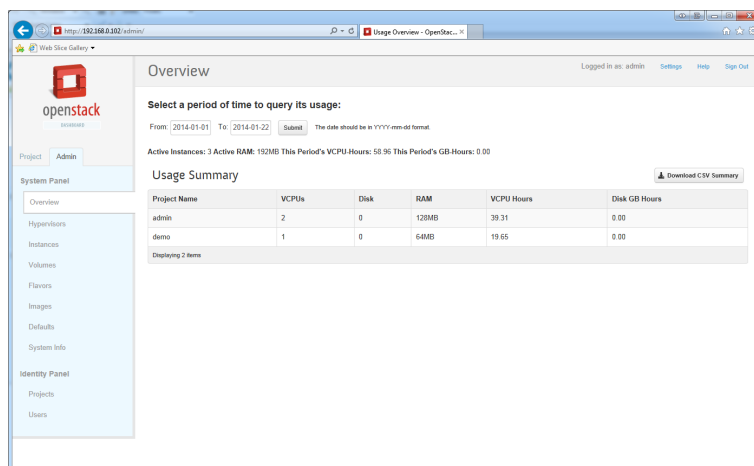 http://192.168.0.102/admin/
Usage Overview - OpenStac...
Web Slice Gallery
openstack
DASHBOARD
Project Admin
System Panel
Overview
Hypervisors
Instances
Volumes
Flavors
Images
Defaults
System Info
Identity Panel
Projects
Users
Overview
Logged in as: admin Settings Help Sign Out
Select a period of time to query its usage:
From: 2014-01-01 To: 2014-01-22 Submit The date should be in YYYY-mm-dd format.
Active Instances: 3 Active RAM: 192MB This Period's VCPU-Hours: 58.96 This Period's GB-Hours: 0.00
Usage Summary
Download CSV Summary
Project Name VCPUs Disk RAM VCPU Hours Disk GB Hours
admin 2 0 128MB 39.31 0.00
demo 1 0 64MB 19.65 0.00
Displaying 2 items